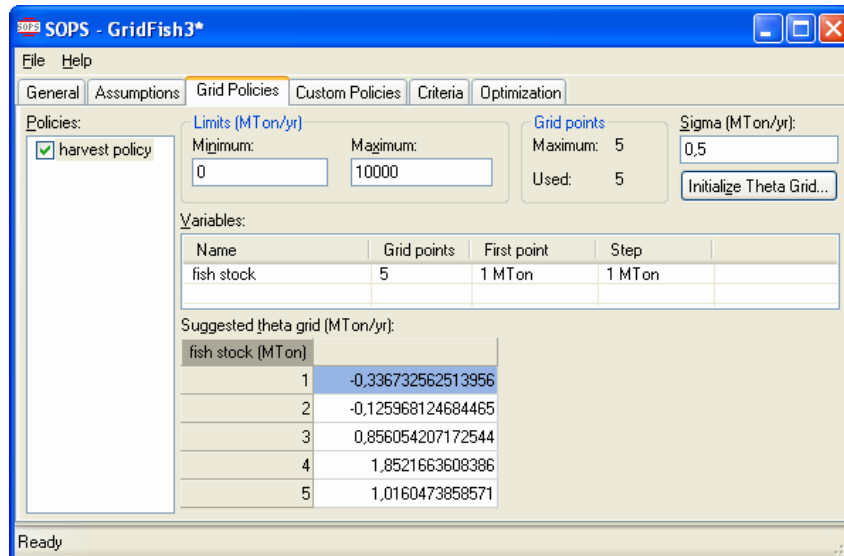 SOPS - GridFish3*
File Help
General Assumptions Grid Policies Custom Policies Criteria Optimization
Policies:
harvest policy
Limits (MTon/yr)
Minimum: Maximum:
0 10000
Grid points
Maximum: 5
Used: 5
Sigma (MTon/yr):
0,5
Initialize Theta Grid...
Variables:
Name Grid points First point Step
fish stock 5 1 MTon 1 MTon
Suggested theta grid (MTon/yr):
fish stock (MTon)
1 -0,336732562513956
2 -0,125968124684465
3 0,856054207172544
4 1,8521663608386
5 1,0160473858571
Ready